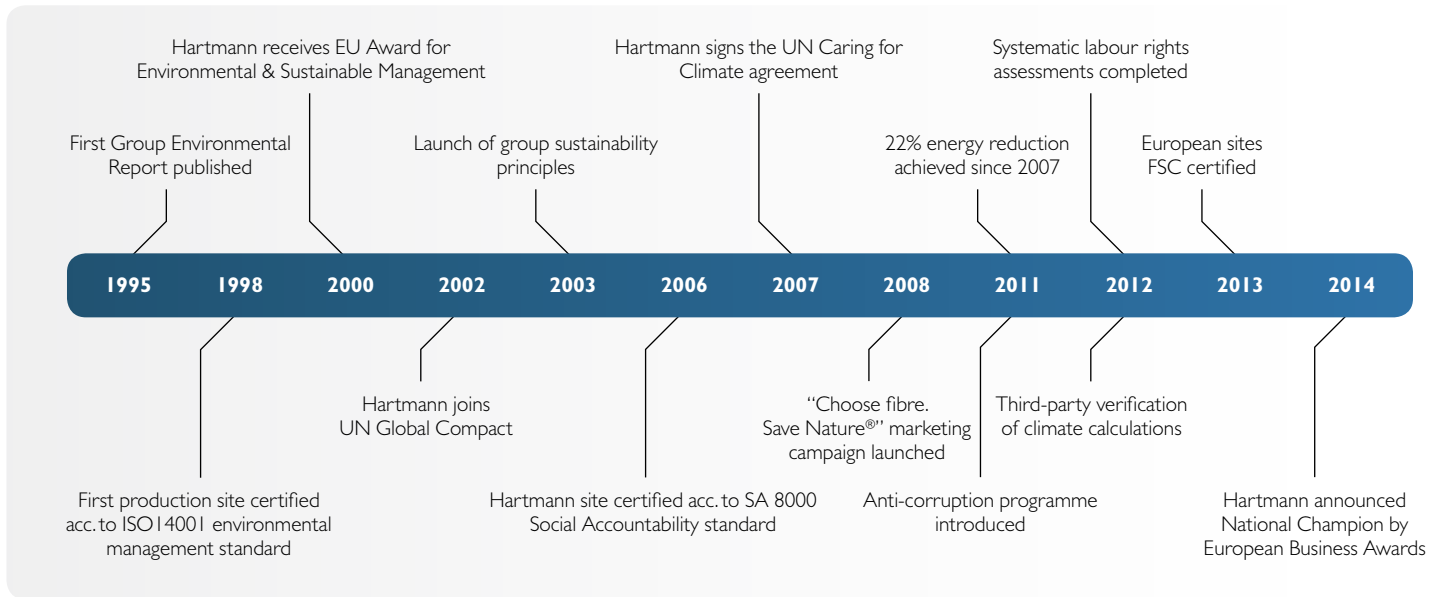 Hartmann receives EU Award for
Environmental & Sustainable Management
Hartmann signs the UN Caring for
Climate agreement
Systematic labour rights
assessments completed
First Group Environmental
Report published
Launch of group sustainability
principles
22% energy reduction
achieved since 2007
European sites
FSC certified
1995 1998 2000 2002 2003 2006 2007 2008 2011 2012 2013 2014
Hartmann joins
UN Global Compact
“Choose fibre.
Save Nature®” marketing
campaign launched
Third-party verification
of climate calculations
First production site certified
acc. to ISO14001 environmental
management standard
Hartmann site certified acc. to SA 8000
Social Accountability standard
Anti-corruption programme
introduced
Hartmann announced
National Champion by
European Business Awards